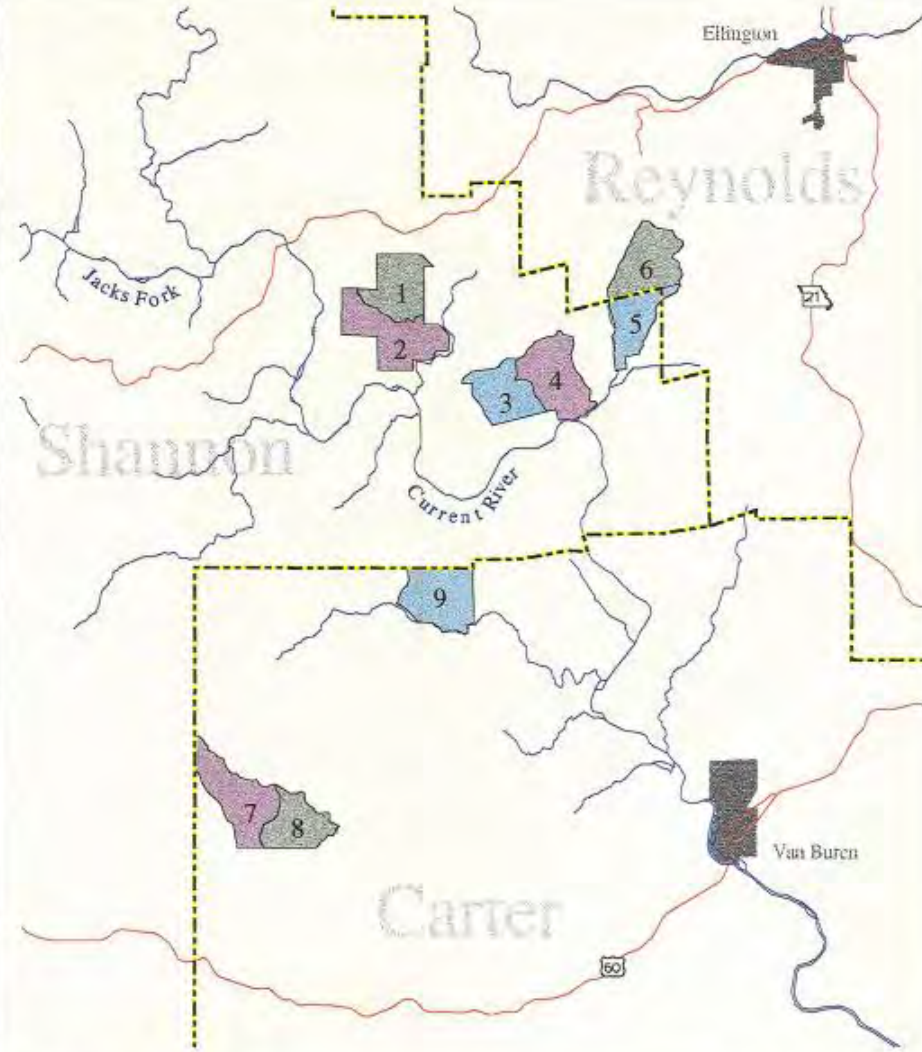 Ellington
Reynolds
Jacks Fork
1
6
21
5
2
4
3
Shannon
Current River
9
7
8
Van Buren
Carter
60